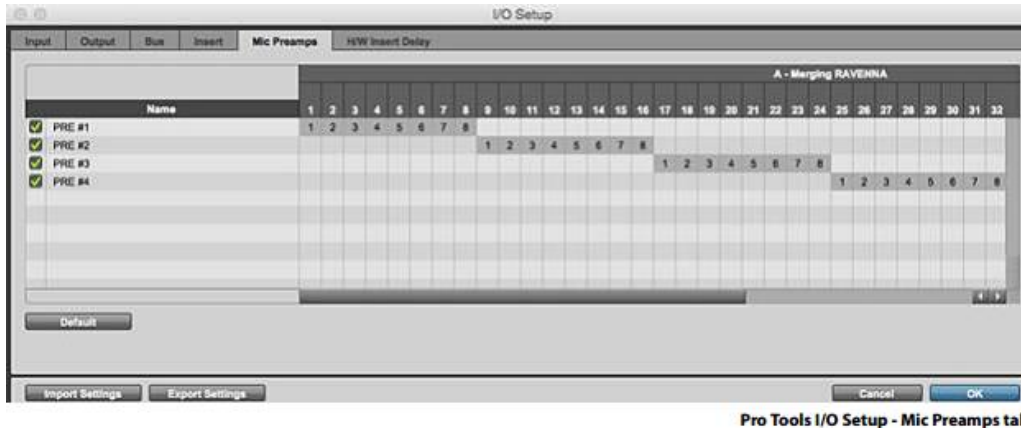 I/O Setup
Input Output Bus Insert Mic Preamps H/W Insert Delay
A - Merging RAVENNA
Name 1 2 3 4 5 6 7 8 9 10 11 12 13 14 15 16 17 18 19 20 21 22 23 24 25 26 27 28 29 30 31 32
PRE #1 1 2 3 4 5 6 7 8
PRE #2 1 2 3 4 5 6 7 8
PRE #3 1 2 3 4 5 6 7 8
PRE #4 1 2 3 4 5 6 7 8
Default
Import Settings Export Settings Cancel OK
Pro Tools I/O Setup - Mic Preamps tal